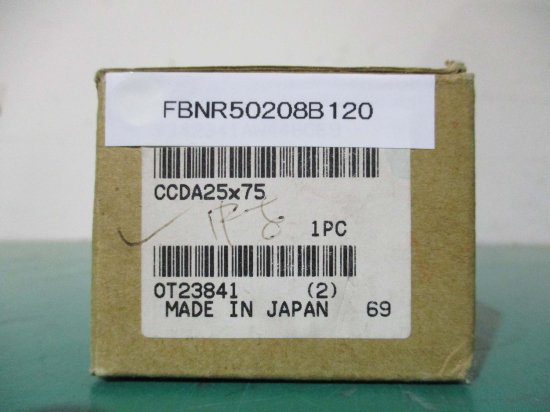 FBNR50208B120
CCDA25x75
1PC
OT23841 (2)
MADE IN JAPAN 69